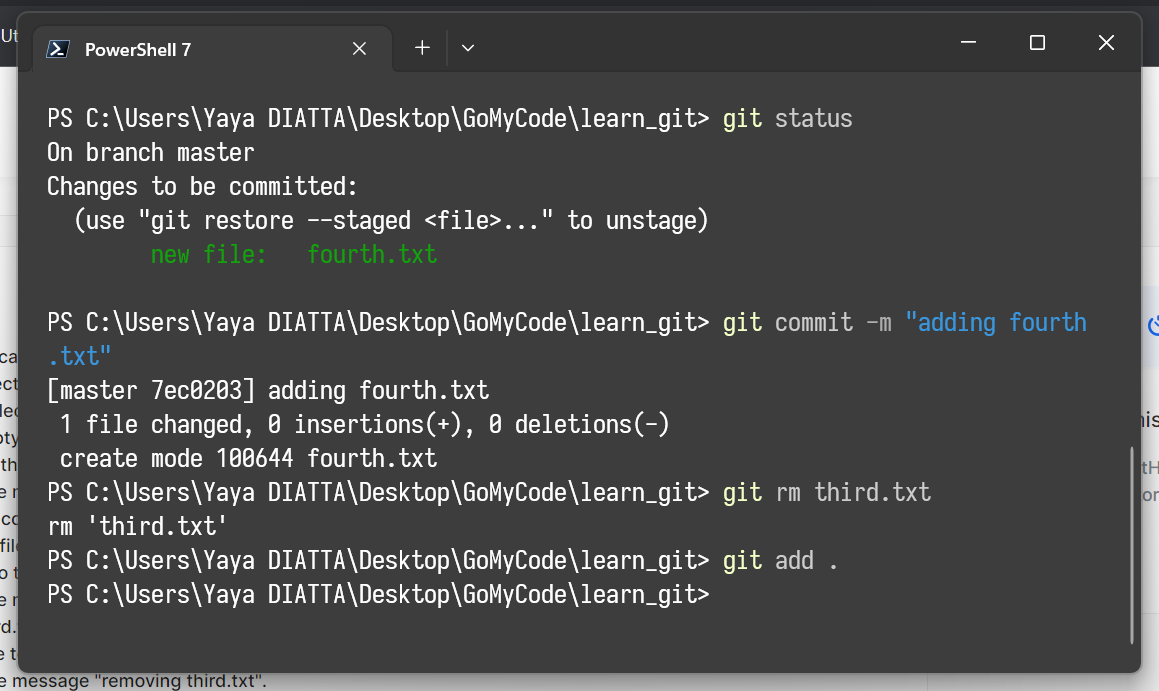 Ut
PowerShell 7
PS C:\Users\Yaya DIATTA\Desktop\GoMyCode\learn_git> git status
On branch master
Changes to be committed:
  (use "git restore --staged <file>..." to unstage)
        new file:   fourth.txt
PS C:\Users\Yaya DIATTA\Desktop\GoMyCode\learn_git> git commit -m "adding fourth
.txt"
[master 7ec0203] adding fourth.txt
 1 file changed, 0 insertions(+), 0 deletions(-)
 create mode 100644 fourth.txt
PS C:\Users\Yaya DIATTA\Desktop\GoMyCode\learn_git> git rm third.txt
rm 'third.txt'
PS C:\Users\Yaya DIATTA\Desktop\GoMyCode\learn_git> git add .
PS C:\Users\Yaya DIATTA\Desktop\GoMyCode\learn_git>
e message "removing third.txt".